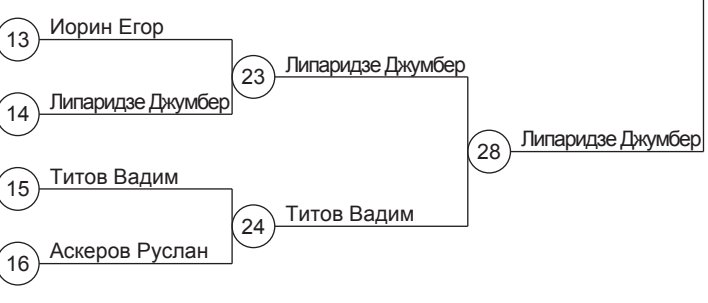 13 Иорин Егор
23 Липаридзе Джумбер
14 Липаридзе Джумбер
28 Липаридзе Джумбер
15 Титов Вадим
24 Титов Вадим
16 Аскеров Руслан